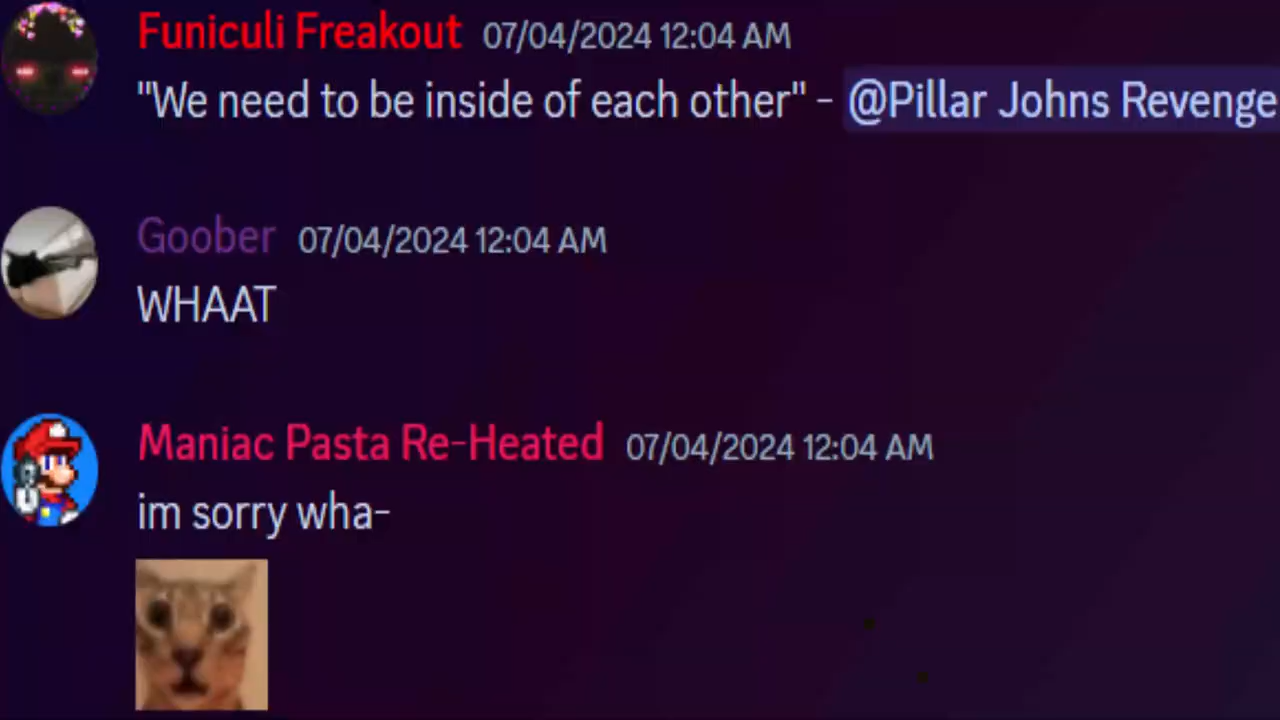 Funiculi Freakout 07/04/2024 12:04 AM
"We need to be inside of each other" - @Pillar Johns Revenge
Goober 07/04/2024 12:04 AM
WHAAT
Maniac Pasta Re-Heated 07/04/2024 12:04 AM
im sorry wha-